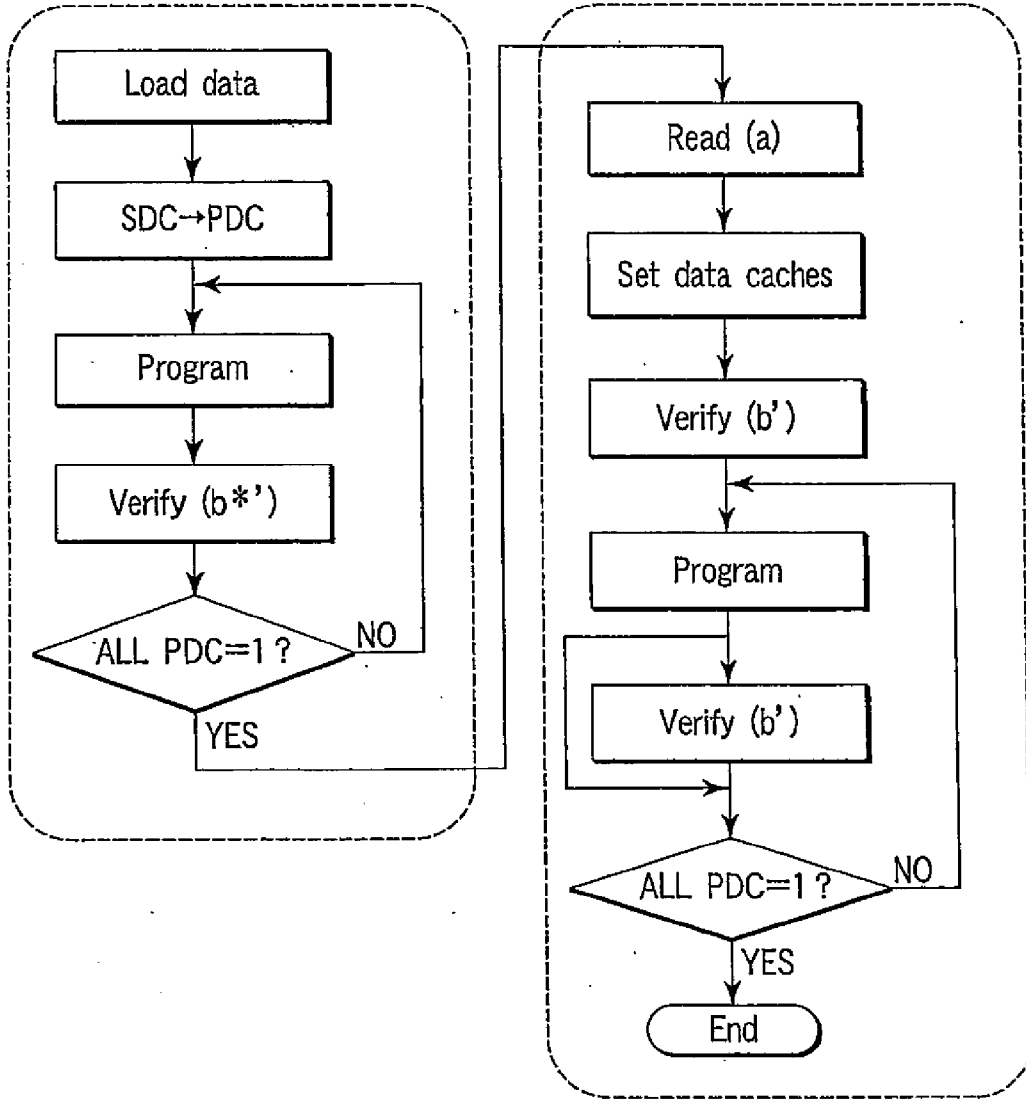 Load data
SDC→PDC
Program
Verify (b*')
ALL PDC=1?
NO
YES
Read (a)
Set data caches
Verify (b')
Program
Verify (b')
ALL PDC=1?
NO
YES
End